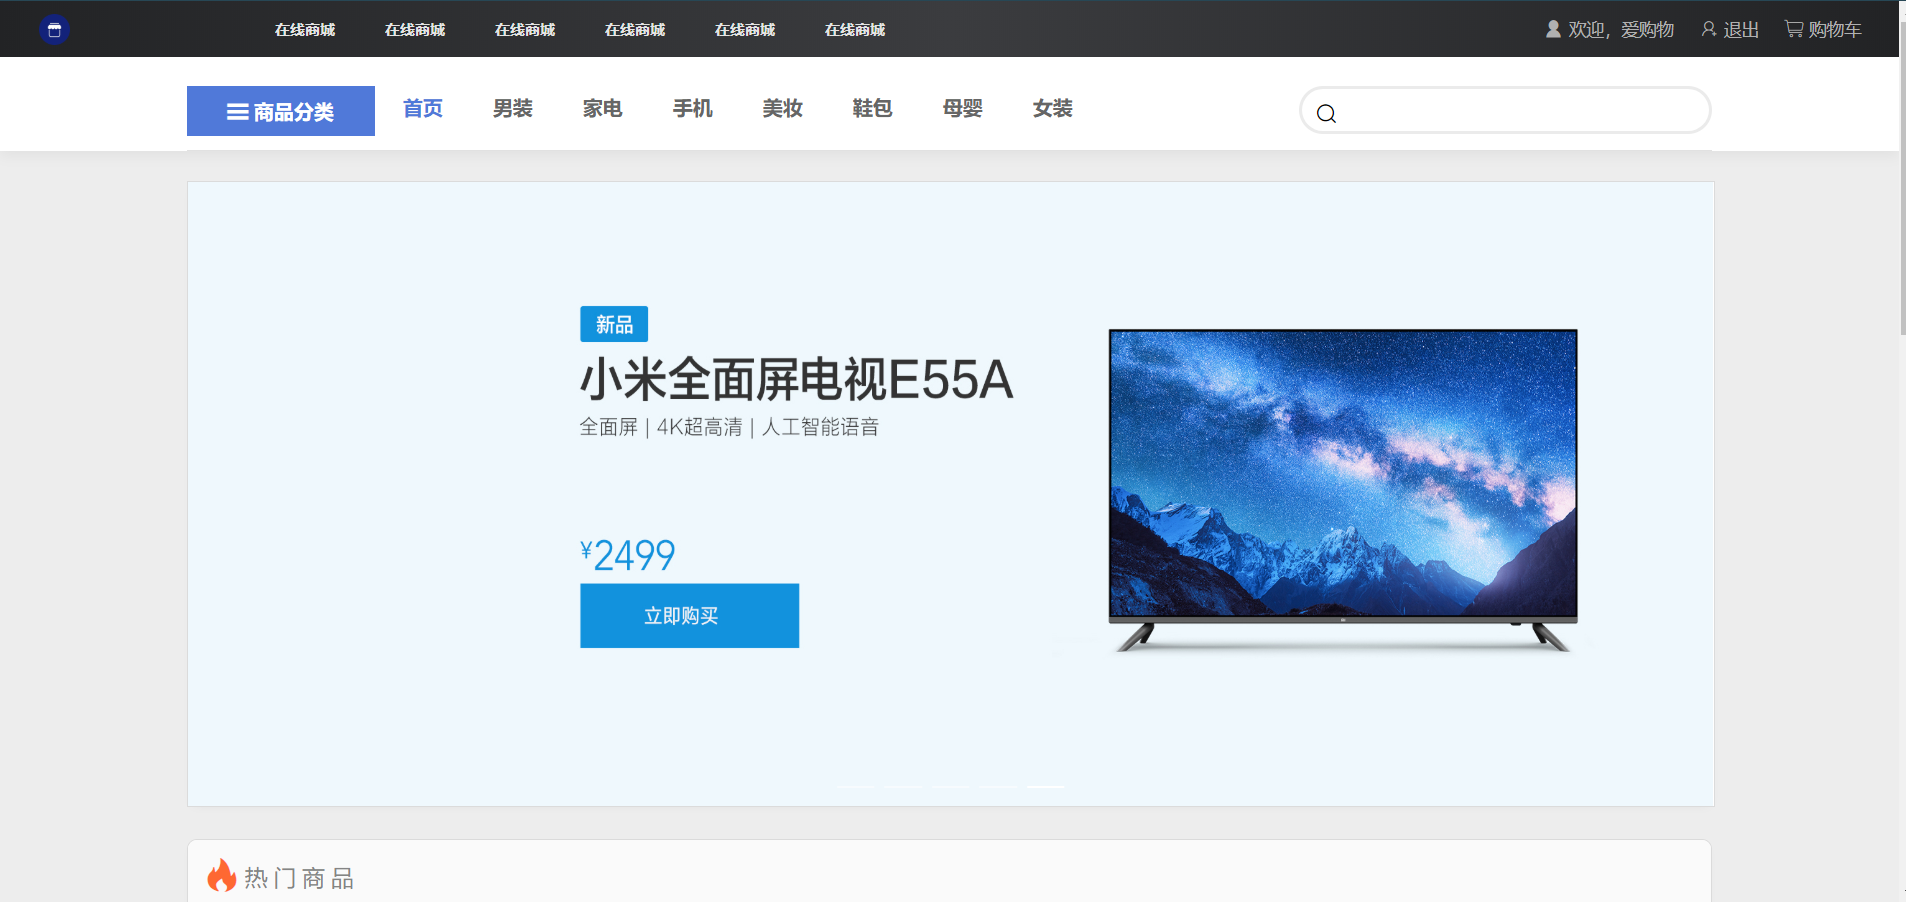 在线商城 在线商城 在线商城 在线商城 在线商城 在线商城 欢迎，爱购物 退出 购物车
商品分类 首页 男装 家电 手机 美妆 鞋包 母婴 女装
新品
小米全面屏电视E55A
全面屏 | 4K超高清 | 人工智能语音
¥2499
立即购买
热门商品